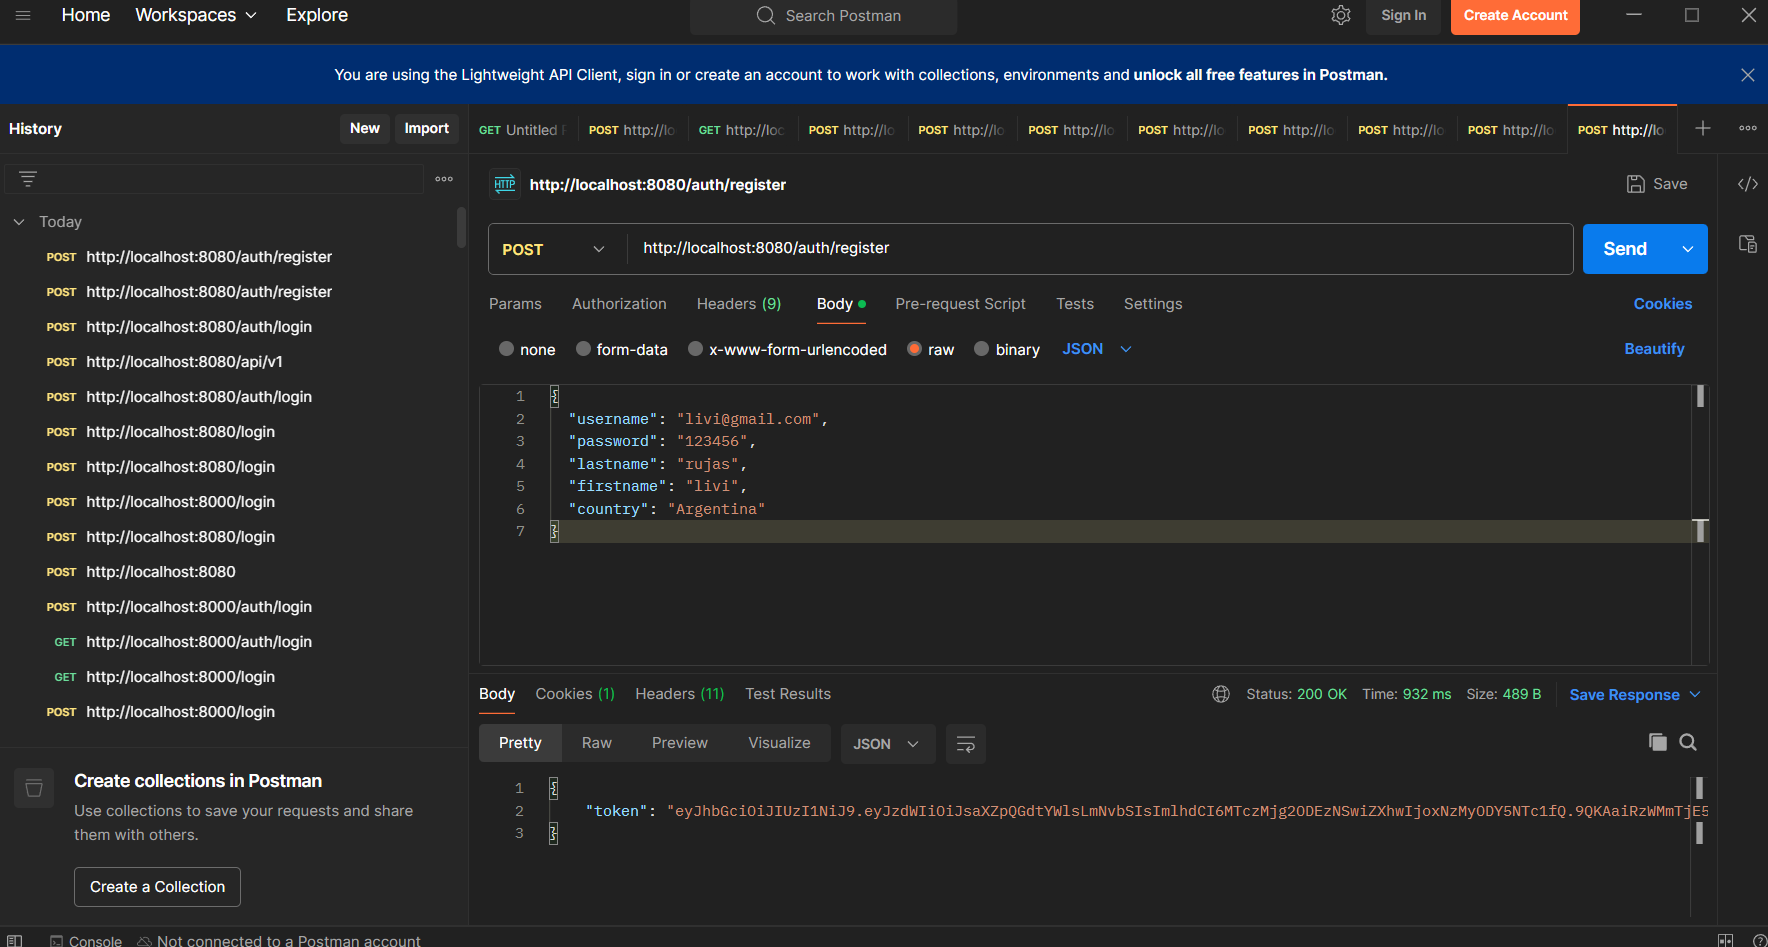 Home Workspaces Explore Search Postman Sign In Create Account
You are using the Lightweight API Client, sign in or create an account to work with collections, environments and unlock all free features in Postman.
History New Import
GET Untitled POST http://lo GET http://loc POST http://lo POST http://lo POST http://lo POST http://lo POST http://lo POST http://lo POST http://lo POST http://lo
Today
POST http://localhost:8080/auth/register
POST http://localhost:8080/auth/register
POST http://localhost:8080/auth/login
POST http://localhost:8080/api/v1
POST http://localhost:8080/auth/login
POST http://localhost:8080/login
POST http://localhost:8080/login
POST http://localhost:8000/login
POST http://localhost:8080/login
POST http://localhost:8080
POST http://localhost:8000/auth/login
GET http://localhost:8000/auth/login
GET http://localhost:8000/login
POST http://localhost:8000/login
Create collections in Postman
Use collections to save your requests and share
them with others.
Create a Collection
HTTP http://localhost:8080/auth/register Save
POST http://localhost:8080/auth/register Send
Params Authorization Headers (9) Body Pre-request Script Tests Settings Cookies
none form-data x-www-form-urlencoded raw binary JSON Beautify
1 {
2 "username": "livi@gmail.com",
3 "password": "123456",
4 "lastname": "rujas",
5 "firstname": "livi",
6 "country": "Argentina"
7 }
Body Cookies (1) Headers (11) Test Results Status: 200 OK Time: 932 ms Size: 489 B Save Response
Pretty Raw Preview Visualize JSON
1 {
2 "token": "eyJhbGciOiJIUzI1NiJ9.eyJzdWIiOiJsaXZpQGdtYWlsLmNvbSIsImlhdCI6MTczMjg2ODEzNSwiZXhwIjoxNzMyODY5NTc1fQ.9QKAaiRzWMmTjE5
3 }
Console Not connected to a Postman account